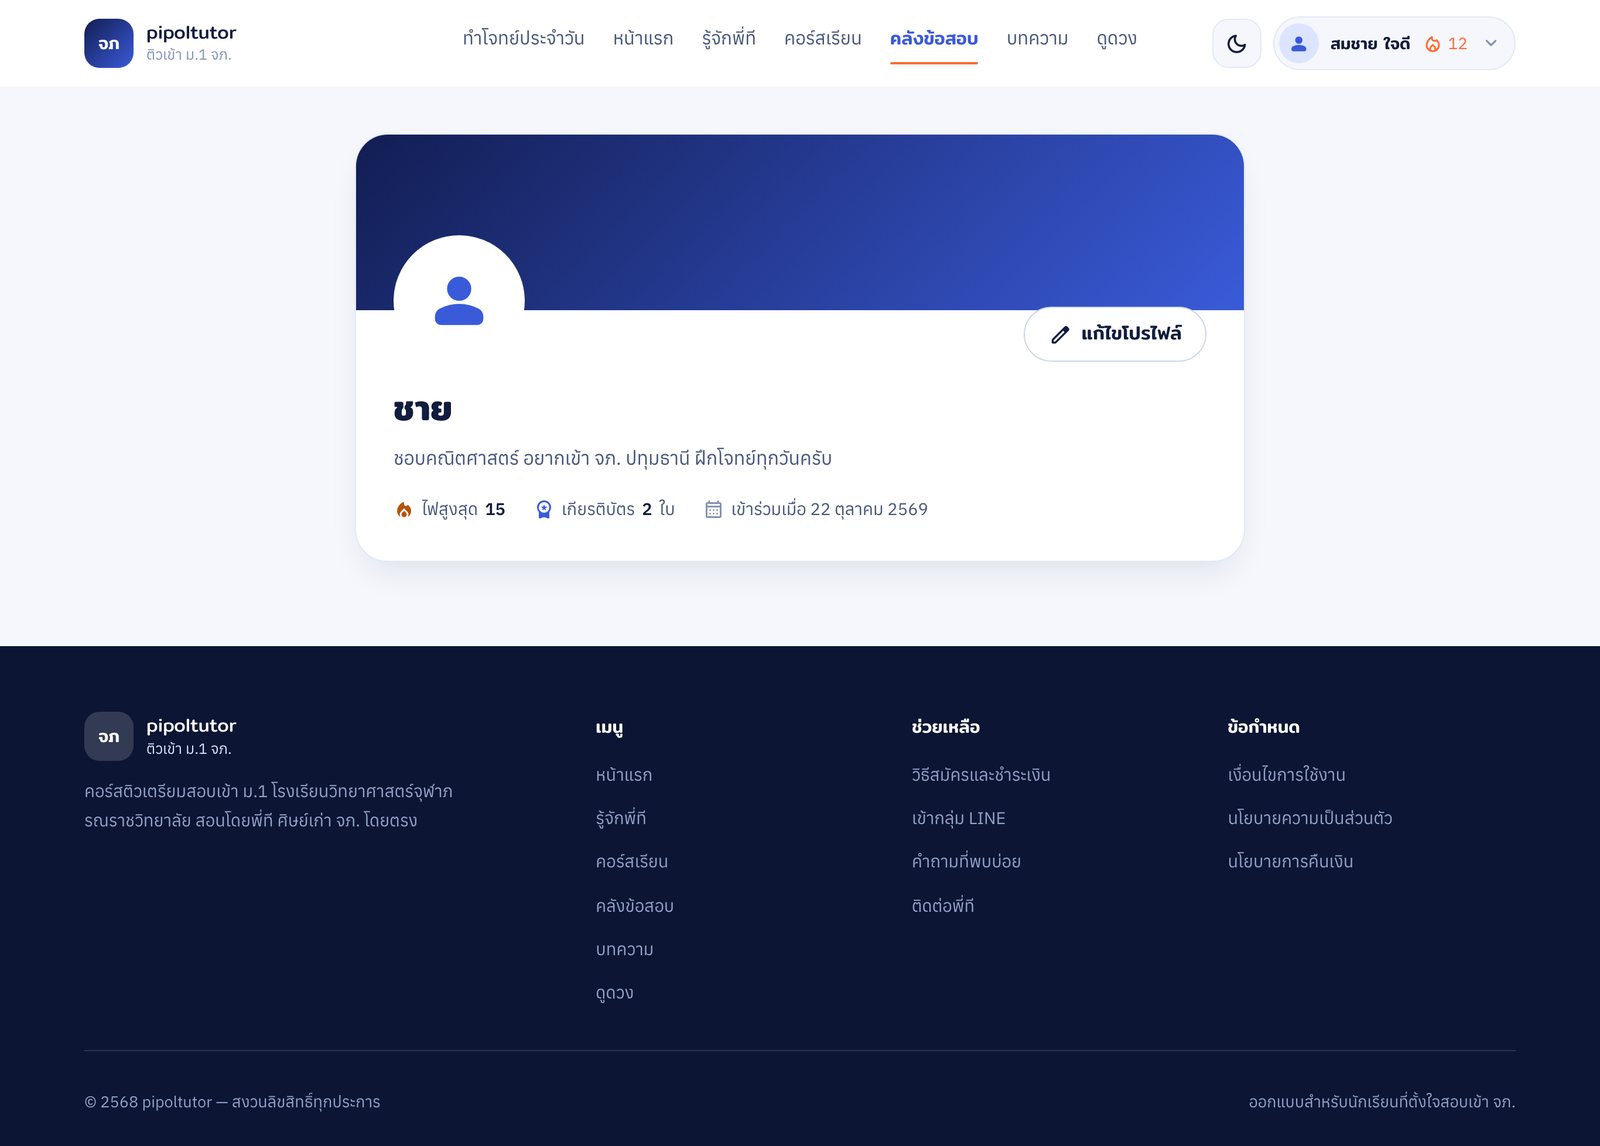 จภ
pipoltutor
ติวเข้า ม.1 จภ.
ทำโจทย์ประจำวัน
หน้าแรก
รู้จักพี่ที
คอร์สเรียน
คลังข้อสอบ
บทความ
ดูดวง
สมชาย ใจดี
12
แก้ไขโปรไฟล์
ชาย
ชอบคณิตศาสตร์ อยากเข้า จภ. ปทุมธานี ฝึกโจทย์ทุกวันครับ
ไฟสูงสุด 15
เกียรติบัตร 2 ใบ
เข้าร่วมเมื่อ 22 ตุลาคม 2569
จภ
pipoltutor
ติวเข้า ม.1 จภ.
คอร์สติวเตรียมสอบเข้า ม.1 โรงเรียนวิทยาศาสตร์จุฬาภ
รณราชวิทยาลัย สอนโดยพี่ที ศิษย์เก่า จภ. โดยตรง
เมนู
หน้าแรก
รู้จักพี่ที
คอร์สเรียน
คลังข้อสอบ
บทความ
ดูดวง
ช่วยเหลือ
วิธีสมัครและชำระเงิน
เข้ากลุ่ม LINE
คำถามที่พบบ่อย
ติดต่อพี่ที
ข้อกำหนด
เงื่อนไขการใช้งาน
นโยบายความเป็นส่วนตัว
นโยบายการคืนเงิน
© 2568 pipoltutor — สงวนลิขสิทธิ์ทุกประการ
ออกแบบสำหรับนักเรียนที่ตั้งใจสอบเข้า จภ.